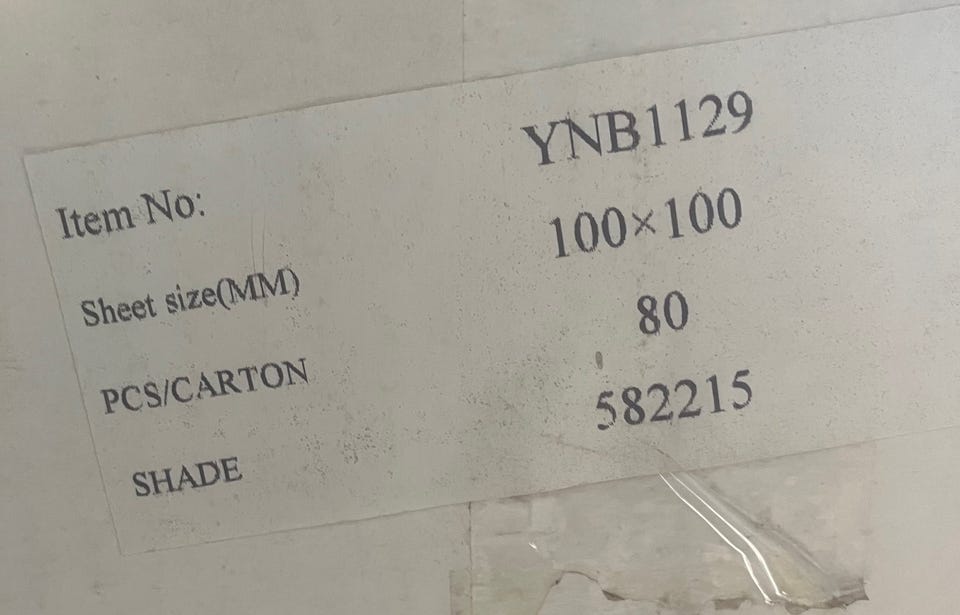 Item No: YNB1129
Sheet size(MM) 100×100
PCS/CARTON 80
SHADE 582215